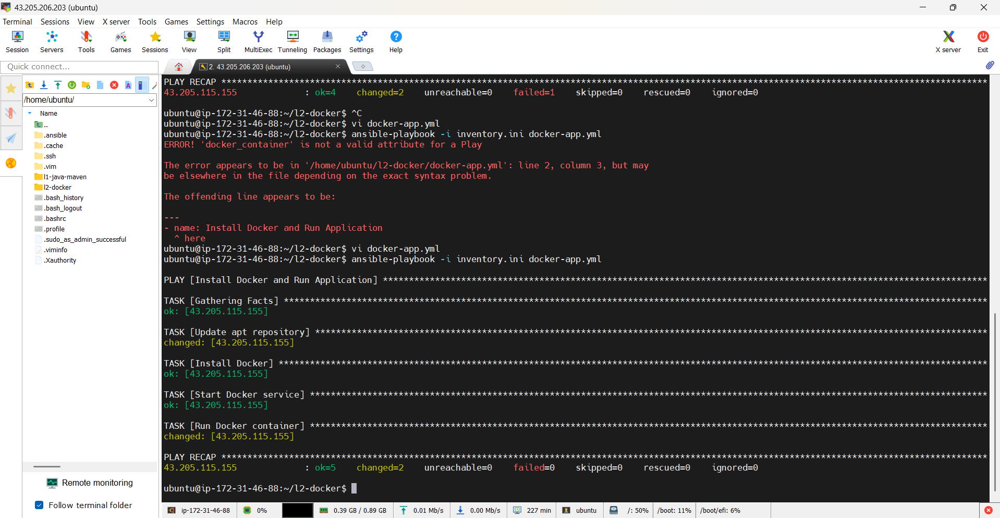 43.205.206.203 (ubuntu)
Terminal Sessions View X server Tools Games Settings Macros Help
Session Servers Tools Games Sessions View Split MultiExec Tunneling Packages Settings Help X server Exit
Quick connect...
2. 43.205.206.203 (ubuntu)
/home/ubuntu/
Name
..
.ansible
.cache
.ssh
.vim
l1-java-maven
l2-docker
.bash_history
.bash_logout
.bashrc
.profile
.sudo_as_admin_successful
.viminfo
.Xauthority
Remote monitoring
Follow terminal folder
PLAY RECAP ***************************************************************************************************************************************************
43.205.115.155             : ok=4    changed=2    unreachable=0    failed=1    skipped=0    rescued=0    ignored=0
ubuntu@ip-172-31-46-88:~/l2-docker$ ^C
ubuntu@ip-172-31-46-88:~/l2-docker$ vi docker-app.yml
ubuntu@ip-172-31-46-88:~/l2-docker$ ansible-playbook -i inventory.ini docker-app.yml
ERROR! 'docker_container' is not a valid attribute for a Play
The error appears to be in '/home/ubuntu/l2-docker/docker-app.yml': line 2, column 3, but may
be elsewhere in the file depending on the exact syntax problem.
The offending line appears to be:
---
- name: Install Docker and Run Application
  ^ here
ubuntu@ip-172-31-46-88:~/l2-docker$ vi docker-app.yml
ubuntu@ip-172-31-46-88:~/l2-docker$ ansible-playbook -i inventory.ini docker-app.yml
PLAY [Install Docker and Run Application] ********************************************************************************************************************
TASK [Gathering Facts] ***************************************************************************************************************************************
ok: [43.205.115.155]
TASK [Update apt repository] *********************************************************************************************************************************
changed: [43.205.115.155]
TASK [Install Docker] ****************************************************************************************************************************************
ok: [43.205.115.155]
TASK [Start Docker service] **********************************************************************************************************************************
ok: [43.205.115.155]
TASK [Run Docker container] **********************************************************************************************************************************
changed: [43.205.115.155]
PLAY RECAP ***************************************************************************************************************************************************
43.205.115.155             : ok=5    changed=2    unreachable=0    failed=0    skipped=0    rescued=0    ignored=0
ubuntu@ip-172-31-46-88:~/l2-docker$
ip-172-31-46-88 0% 0.39 GB / 0.89 GB 0.01 Mb/s 0.00 Mb/s 227 min ubuntu /: 50% /boot: 11% /boot/efi: 6%